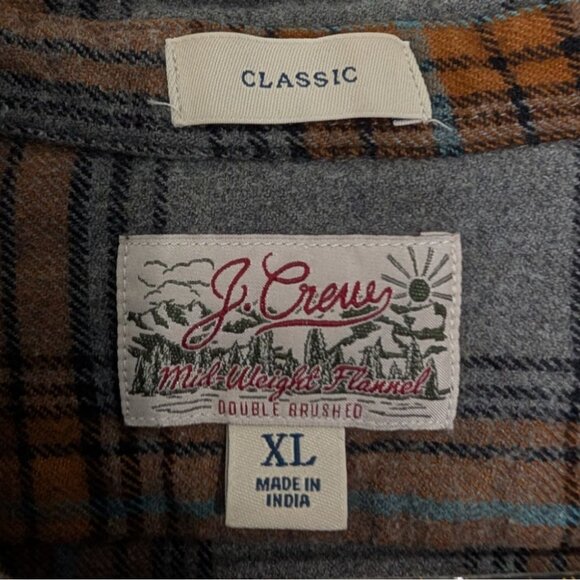 CLASSIC
J. Crew
Mid-Weight Flannel
DOUBLE BRUSHED
XL
MADE IN
INDIA